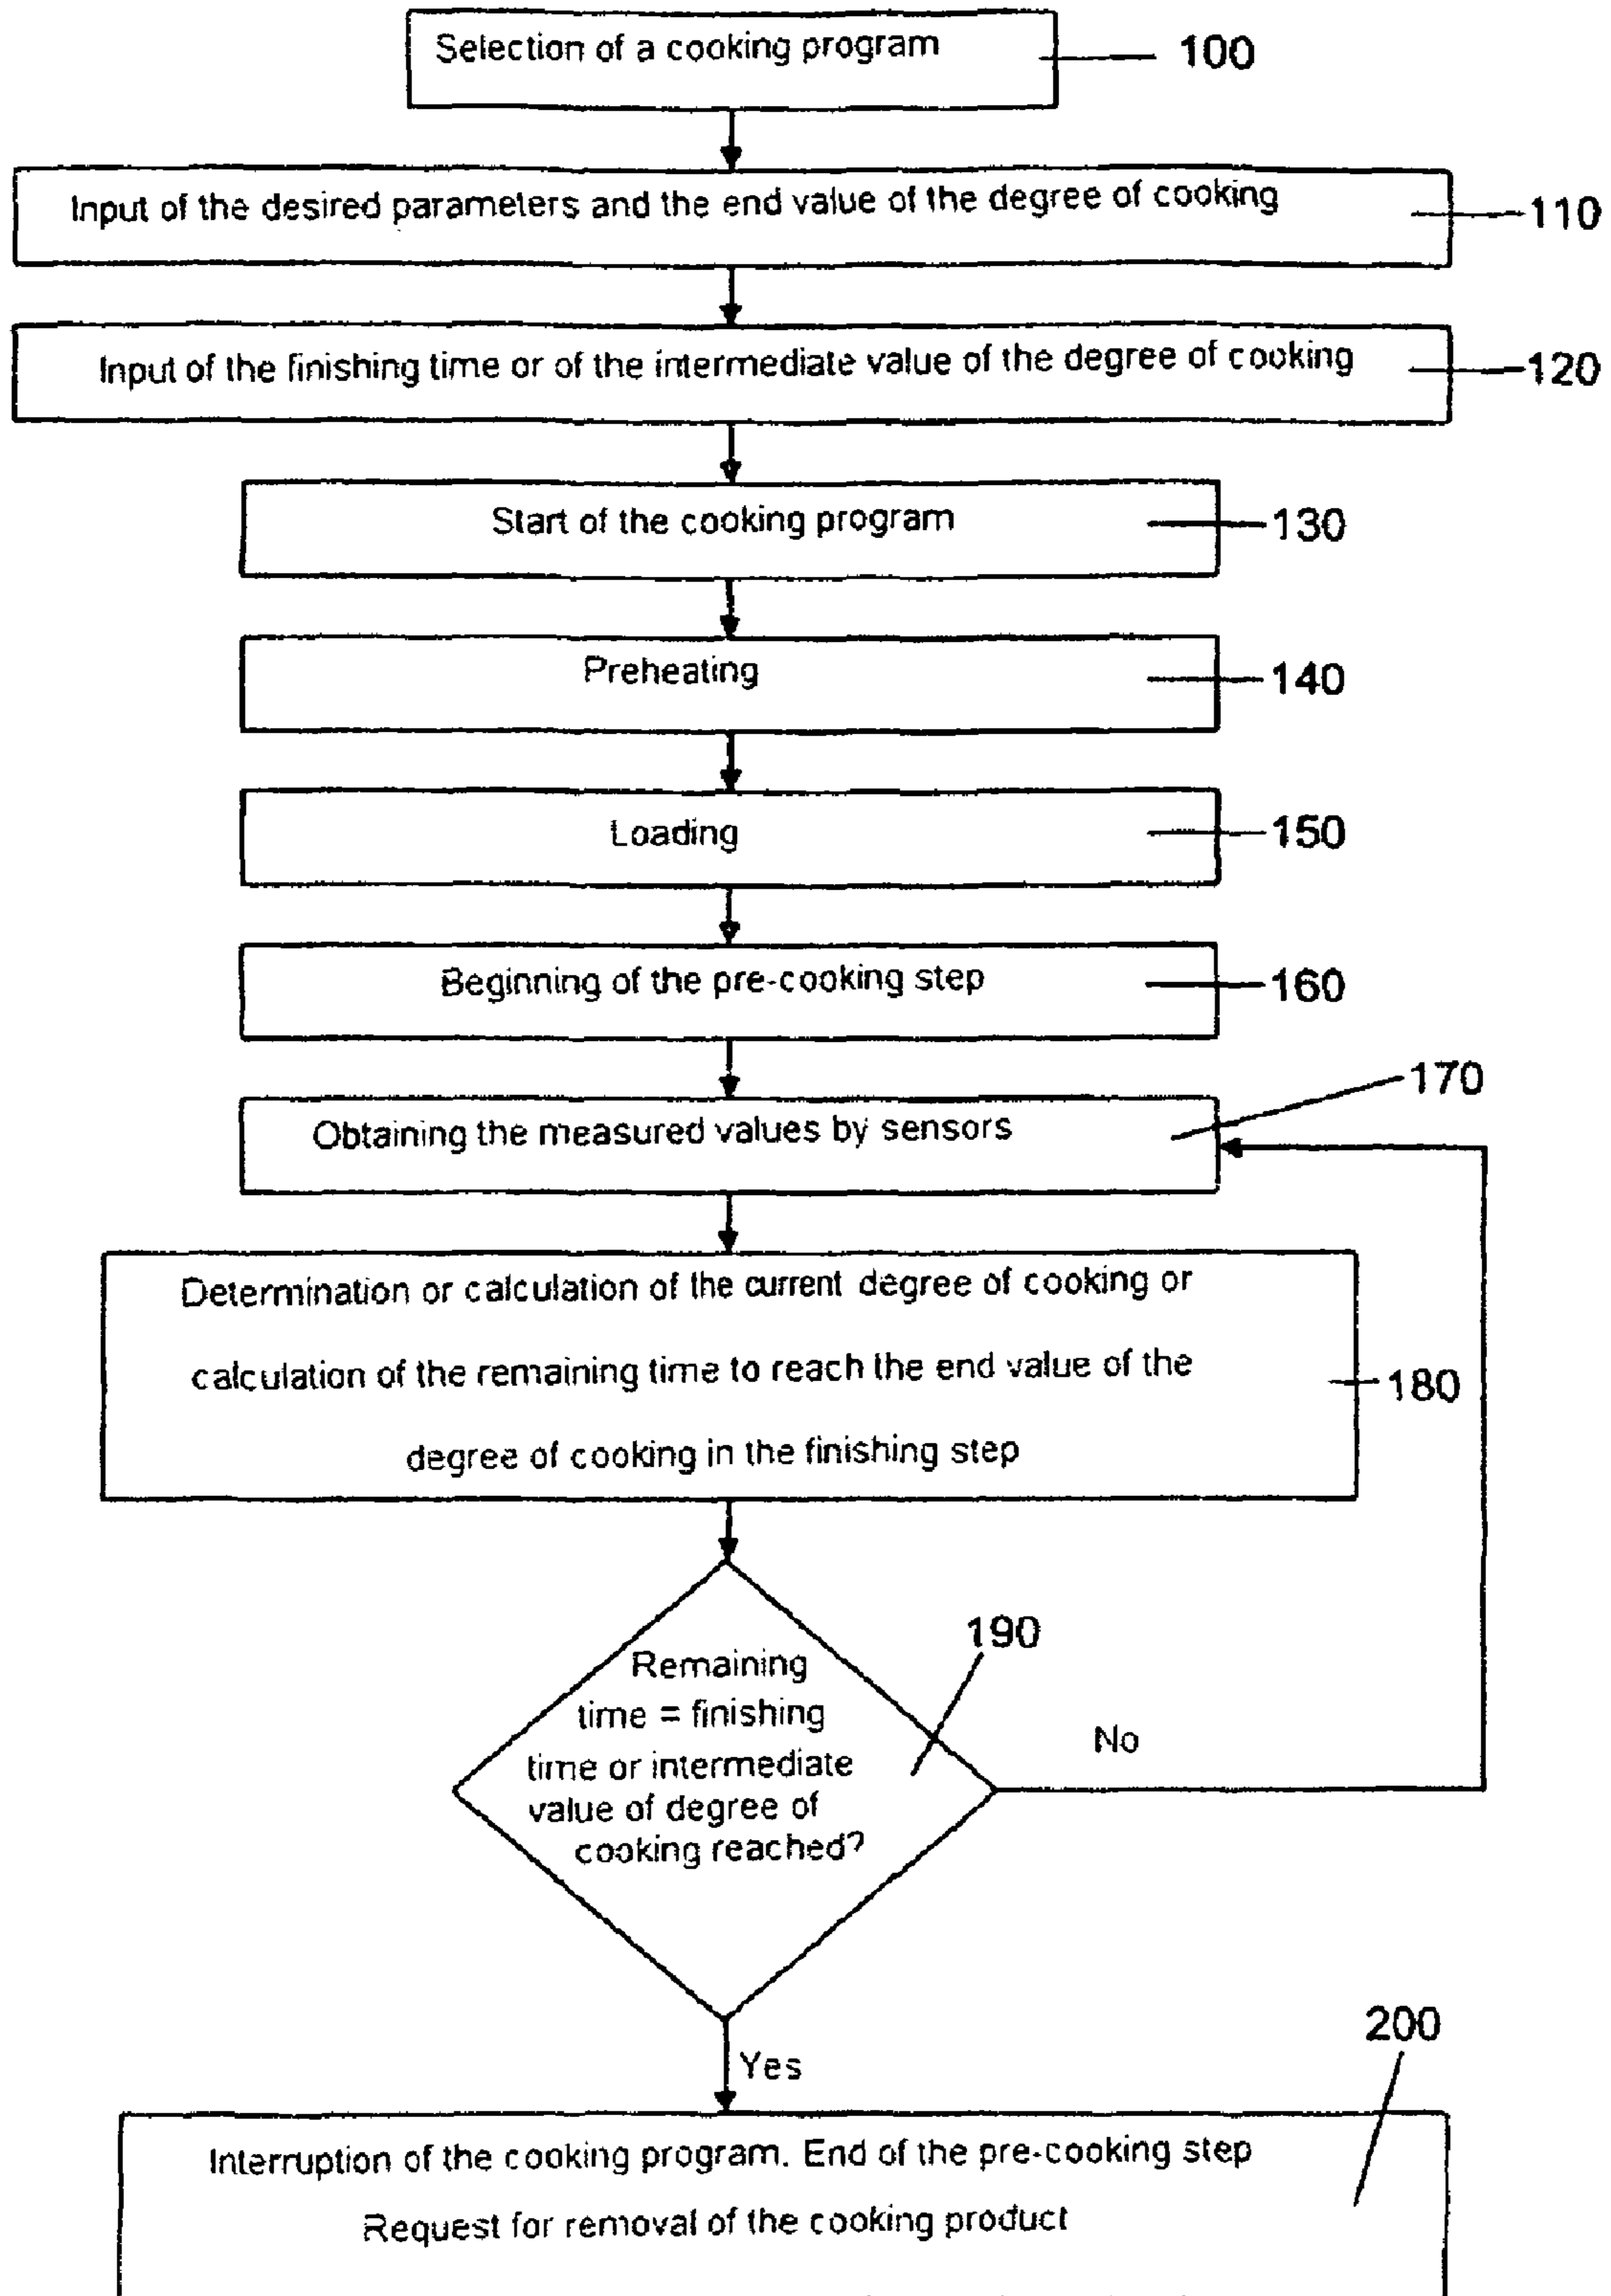 Selection of a cooking program
100
Input of the desired parameters and the end value of the degree of cooking
110
Input of the finishing time or of the intermediate value of the degree of cooking
120
Start of the cooking program
130
Preheating
140
Loading
150
Beginning of the pre-cooking step
160
170
Obtaining the measured values by sensors
Determination or calculation of the current degree of cooking or
calculation of the remaining time to reach the end value of the
180
degree of cooking in the finishing step
190
Remaining
time = finishing
No
time or intermediate
value of degree of
cooking reached?
200
Yes
Interruption of the cooking program. End of the pre-cooking step
Request for removal of the cooking product